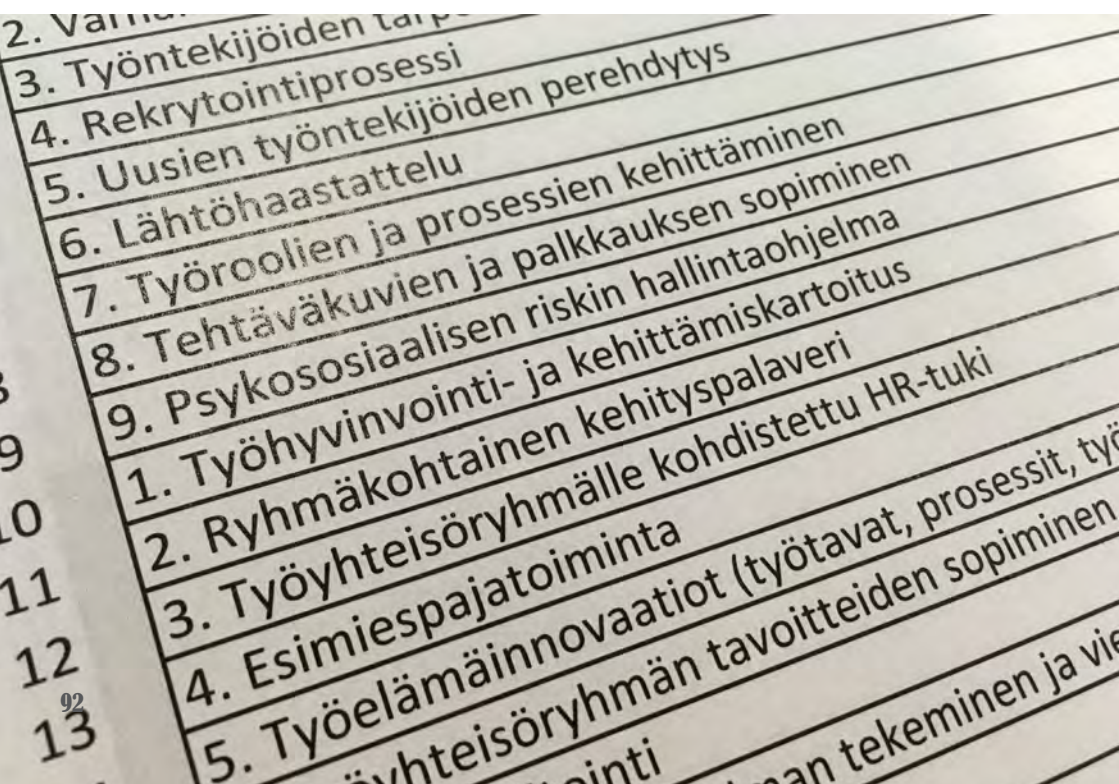 2.
3. Työntekijöiden
4. Rekrytointiprosessi
5. Uusien työntekijöiden perehdytys
6. Lähtöhaastattelu
7. Työroolien ja prosessien kehittäminen
8. Tehtäväkuvien ja palkkauksen sopiminen
9. Psykososiaalisen riskin hallintaohjelma
9 1. Työhyvinvointi- ja kehittämiskartoitus
10 2. Ryhmäkohtainen kehityspalaveri
11 3. Työyhteisöryhmälle kohdistettu HR-tuki
12 4. Esimiespajatoiminta
13 5. Työelämäinnovaatiot (työtavat, prosessit,
tavoitteiden sopiminen
tekeminen ja
92